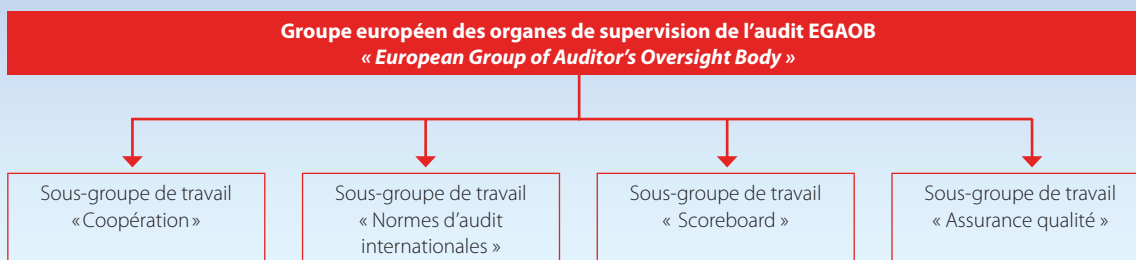 Groupe européen des organes de supervision de l'audit EGAOB
« European Group of Auditor's Oversight Body »
Sous-groupe de travail
«Coopération»
Sous-groupe de travail
« Normes d'audit
internationales »
Sous-groupe de travail
« Scoreboard »
Sous-groupe de travail
« Assurance qualité »